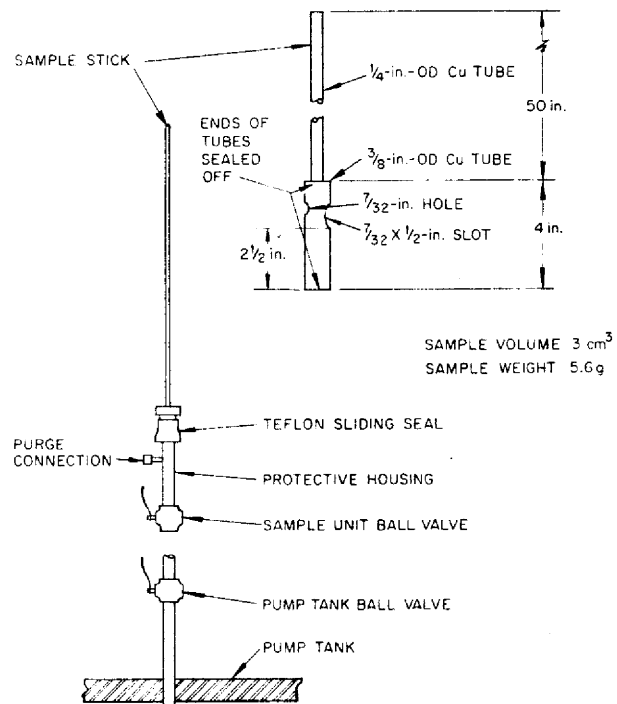 SAMPLE STICK
1/4-in.-OD Cu TUBE
50 in.
ENDS OF
TUBES
SEALED
OFF
3/8-in.-OD Cu TUBE
7/32-in. HOLE
7/32 X 1/2-in. SLOT
4 in.
2 1/2 in.
SAMPLE VOLUME 3 cm³
SAMPLE WEIGHT 5.6g
TEFLON SLIDING SEAL
PURGE
CONNECTION
PROTECTIVE HOUSING
SAMPLE UNIT BALL VALVE
PUMP TANK BALL VALVE
PUMP TANK